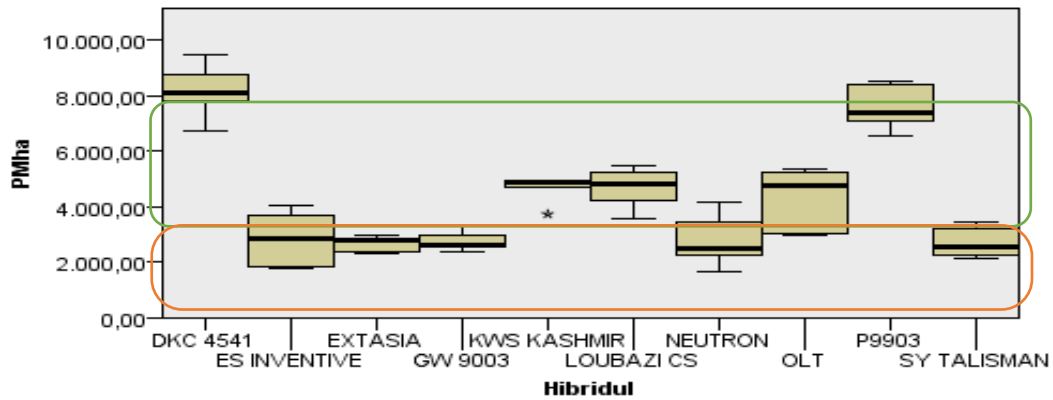 10.000,00
8.000,00
6.000,00
4.000,00
2.000,00
0,00
PMha
*
DKC 4541 EXTASIA KWS KASHMIR NEUTRON P9903
ES INVENTIVE GW 9003 LOUBAZI CS OLT SY TALISMAN
Hibridul